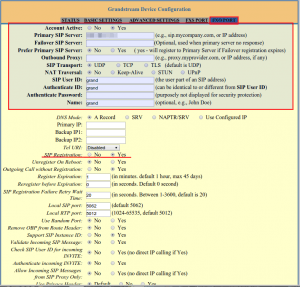 Grandstream Device Configuration
STATUS BASIC SETTINGS ADVANCED SETTINGS FXS PORT
Account Active: No Yes
Primary SIP Server: (e.g., sip.mycompany.com, or IP address)
Failover SIP Server: (Optional, used when primary server no response)
Prefer Primary SIP Server: No Yes (yes - will register to Primary Server if Failover registration expires)
Outbound Proxy: (e.g., proxy.myprovider.com, or IP address, if any)
SIP Transport: UDP TCP TLS (default is UDP)
NAT Traversal: No Keep-Alive STUN UPnP
SIP User ID: grand (the user part of an SIP address)
Authenticate ID: grand (can be identical to or different from SIP User ID)
Authenticate Password: (purposely not displayed for security protection)
Name: grand (optional, e.g., John Doe)
DNS Mode: A Record SRV NAPTR/SRV Use Configured IP
Primary IP:
Backup IP1:
Backup IP2:
Tel URI: Disabled
SIP Registration: No Yes
Unregister On Reboot: No Yes
Outgoing Call without Registration: No Yes
Register Expiration: 1 (in minutes. default 1 hour, max 45 days)
Reregister before Expiration: 0 (in seconds. Default 0 second)
SIP Registration Failure Retry Wait Time: 20 (in seconds. Between 1-3600, default is 20)
Local SIP port: 5062 (default 5062)
Local RTP port: 5012 (1024-65535, default 5012)
Use Random Port: No Yes
Remove OBP from Route Header: No Yes
Support SIP Instance ID: No Yes
Validate Incoming SIP Message: No Yes
Check SIP User ID for incoming INVITE: No Yes (no direct IP calling if Yes)
Authenticate incoming INVITE: No Yes
Allow Incoming SIP Messages from SIP Proxy Only: No Yes (no direct IP calling if Yes)
Use Privacy Header: Default No Yes